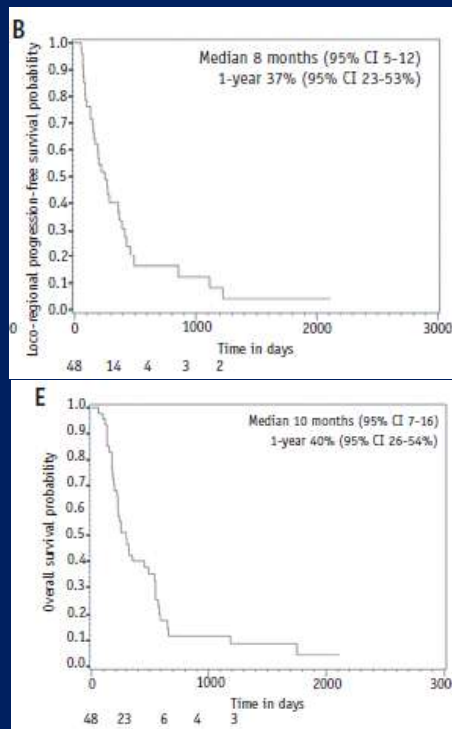 B
Loco-regional progression-free survival probability
Median 8 months (95% CI 5-12)
1-year 37% (95% CI 23-53%)
1.0
0.9
0.8
0.7
0.6
0.5
0.4
0.3
0.2
0.1
0.0
0
0 1000 2000 3000
Time in days
48 14 4 3 2
E
Overall survival probability
Median 10 months (95% CI 7-16)
1-year 40% (95% CI 26-54%)
1.0
0.9
0.8
0.7
0.6
0.5
0.4
0.3
0.2
0.1
0.0
0 1000 2000 300
Time in days
48 23 6 4 3